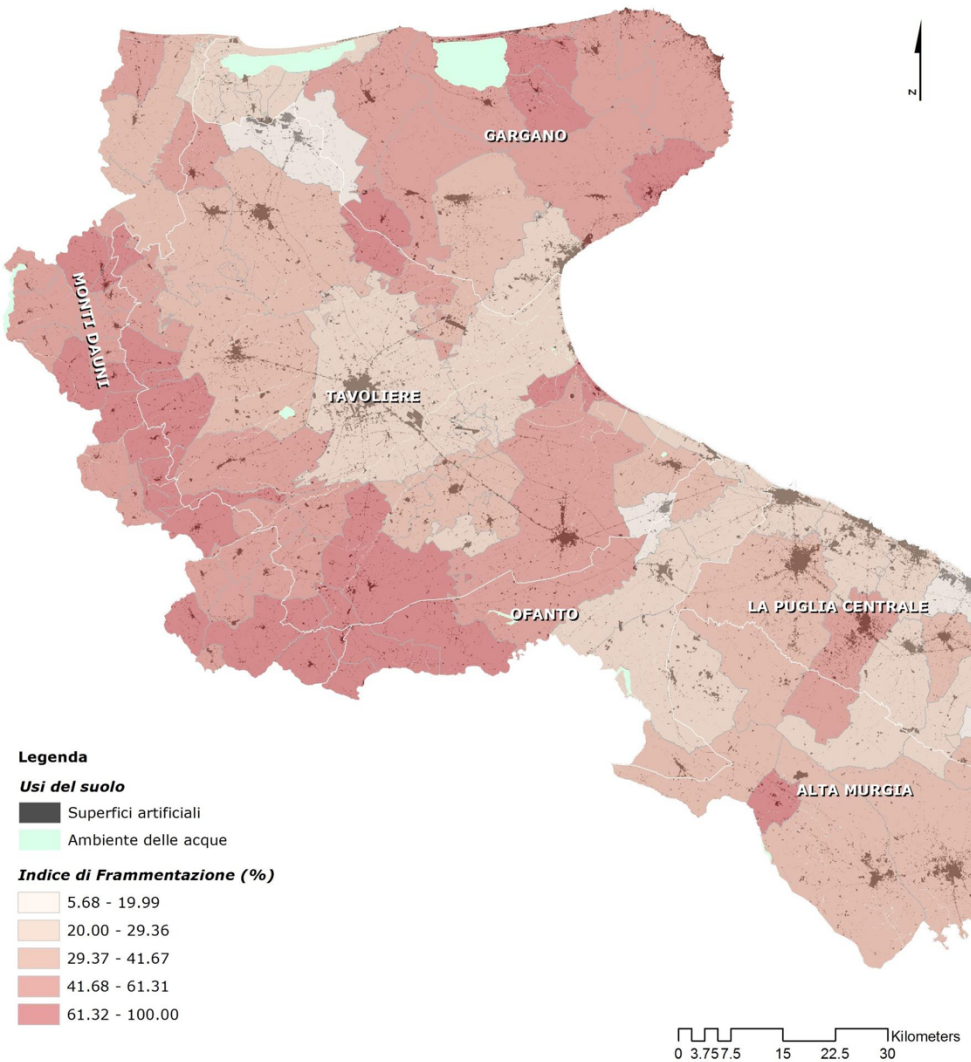 N
GARGANO
MONTI DAUNI
TAVOLIERE
OFANTO
LA PUGLIA CENTRALE
ALTA MURGIA
Legenda
Usi del suolo
Superfici artificiali
Ambiente delle acque
Indice di Frammentazione (%)
5.68 - 19.99
20.00 - 29.36
29.37 - 41.67
41.68 - 61.31
61.32 - 100.00
Kilometers
0 3.75 7.5 15 22.5 30